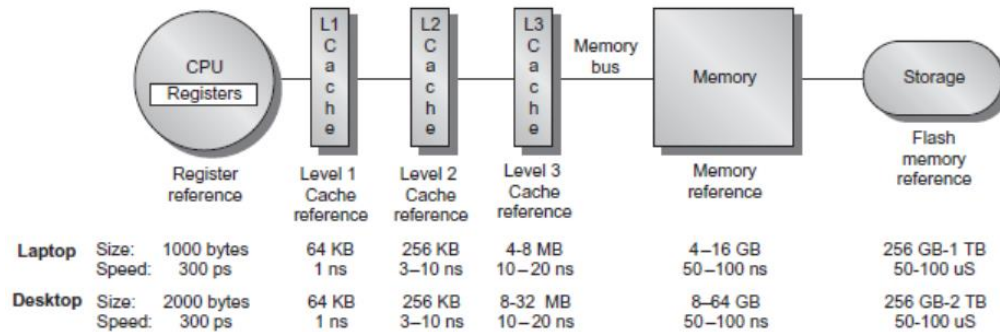 L1 Cache
L2 Cache
L3 Cache
CPU
Registers
Memory bus
Memory
Storage
Register reference
Level 1 Cache reference
Level 2 Cache reference
Level 3 Cache reference
Memory reference
Flash memory reference
Laptop Size: 1000 bytes 64 KB 256 KB 4-8 MB 4–16 GB 256 GB-1 TB
Speed: 300 ps 1 ns 3–10 ns 10–20 ns 50–100 ns 50-100 uS
Desktop Size: 2000 bytes 64 KB 256 KB 8-32 MB 8–64 GB 256 GB-2 TB
Speed: 300 ps 1 ns 3–10 ns 10–20 ns 50–100 ns 50-100 uS